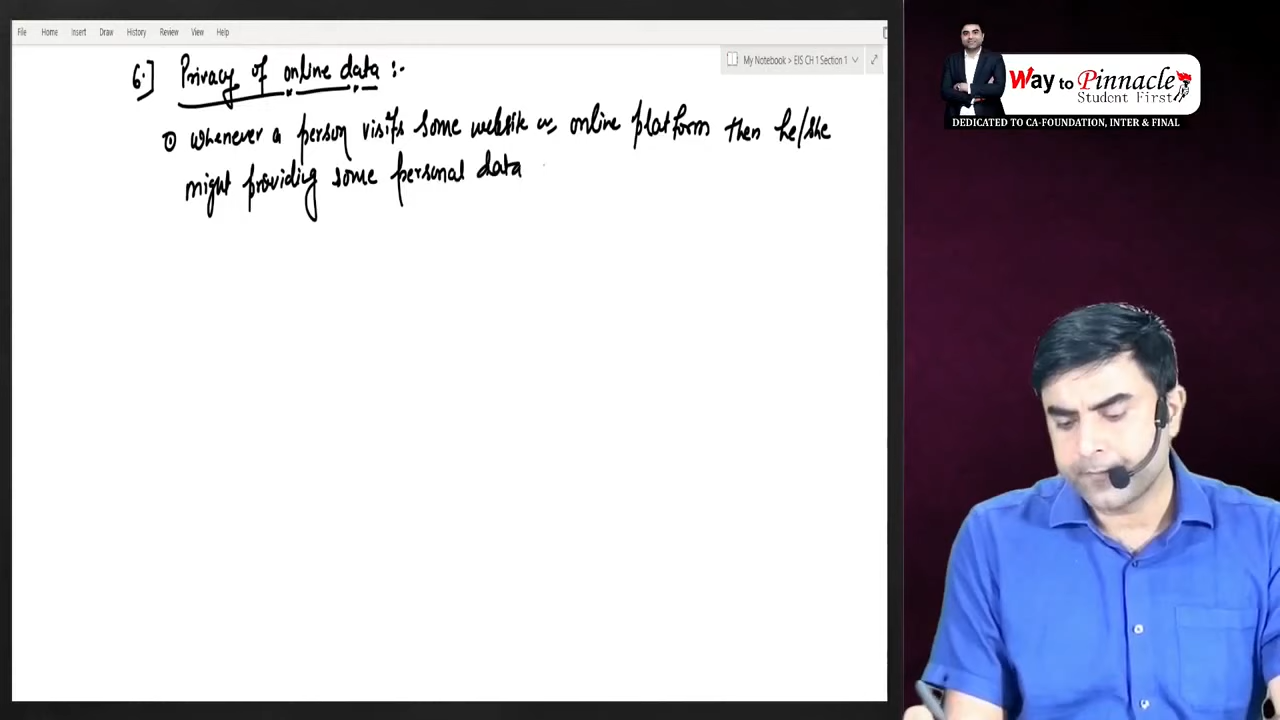 File Home Insert Draw History Review View Help
My Notebook > EIS CH 1 Section 1
6.] Privacy of online data :-
whenever a person visits some website or online platform then he/she
might providing some personal data
Way to Pinnacle
Student First
DEDICATED TO CA-FOUNDATION, INTER & FINAL